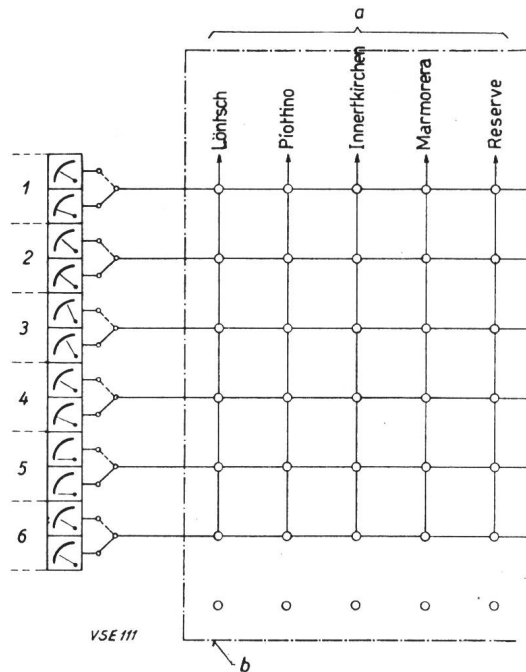 a
Löntsch
Piottino
Innertkirchen
Marmorera
Reserve
1
2
3
4
5
6
VSE 111
b